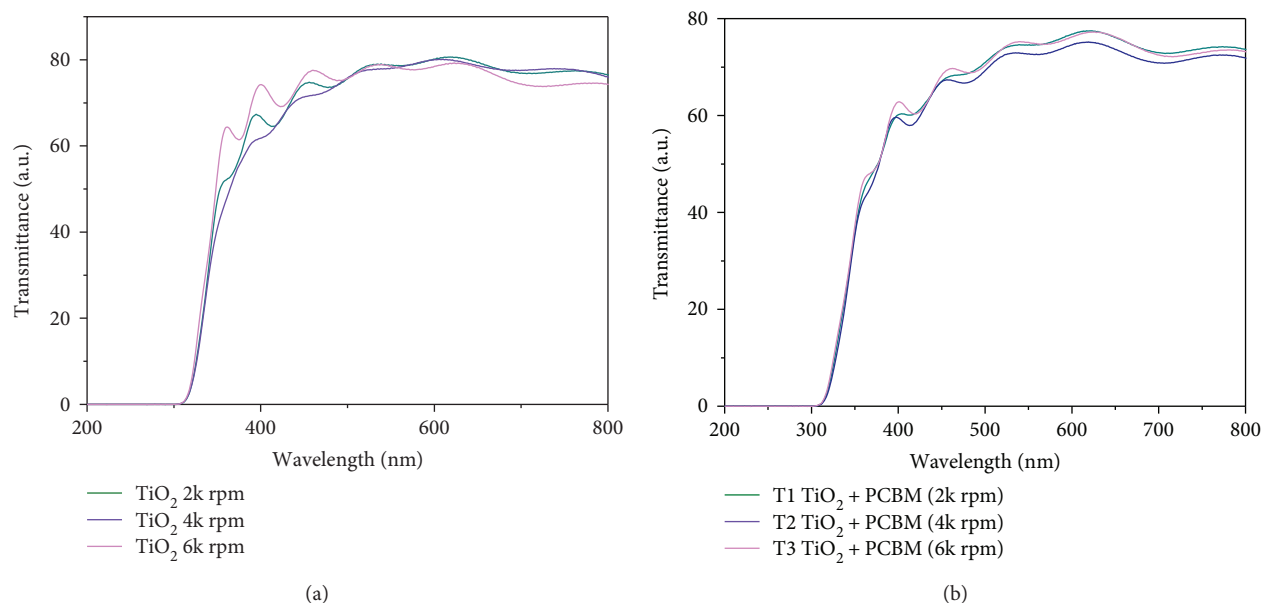 80
60
40
20
0
Transmittance (a.u.)
200
400
600
800
Wavelength (nm)
TiO2 2k rpm
TiO2 4k rpm
TiO2 6k rpm
(a)
80
60
40
20
0
Transmittance (a.u.)
200
300
400
500
600
700
800
Wavelength (nm)
T1 TiO2 + PCBM (2k rpm)
T2 TiO2 + PCBM (4k rpm)
T3 TiO2 + PCBM (6k rpm)
(b)